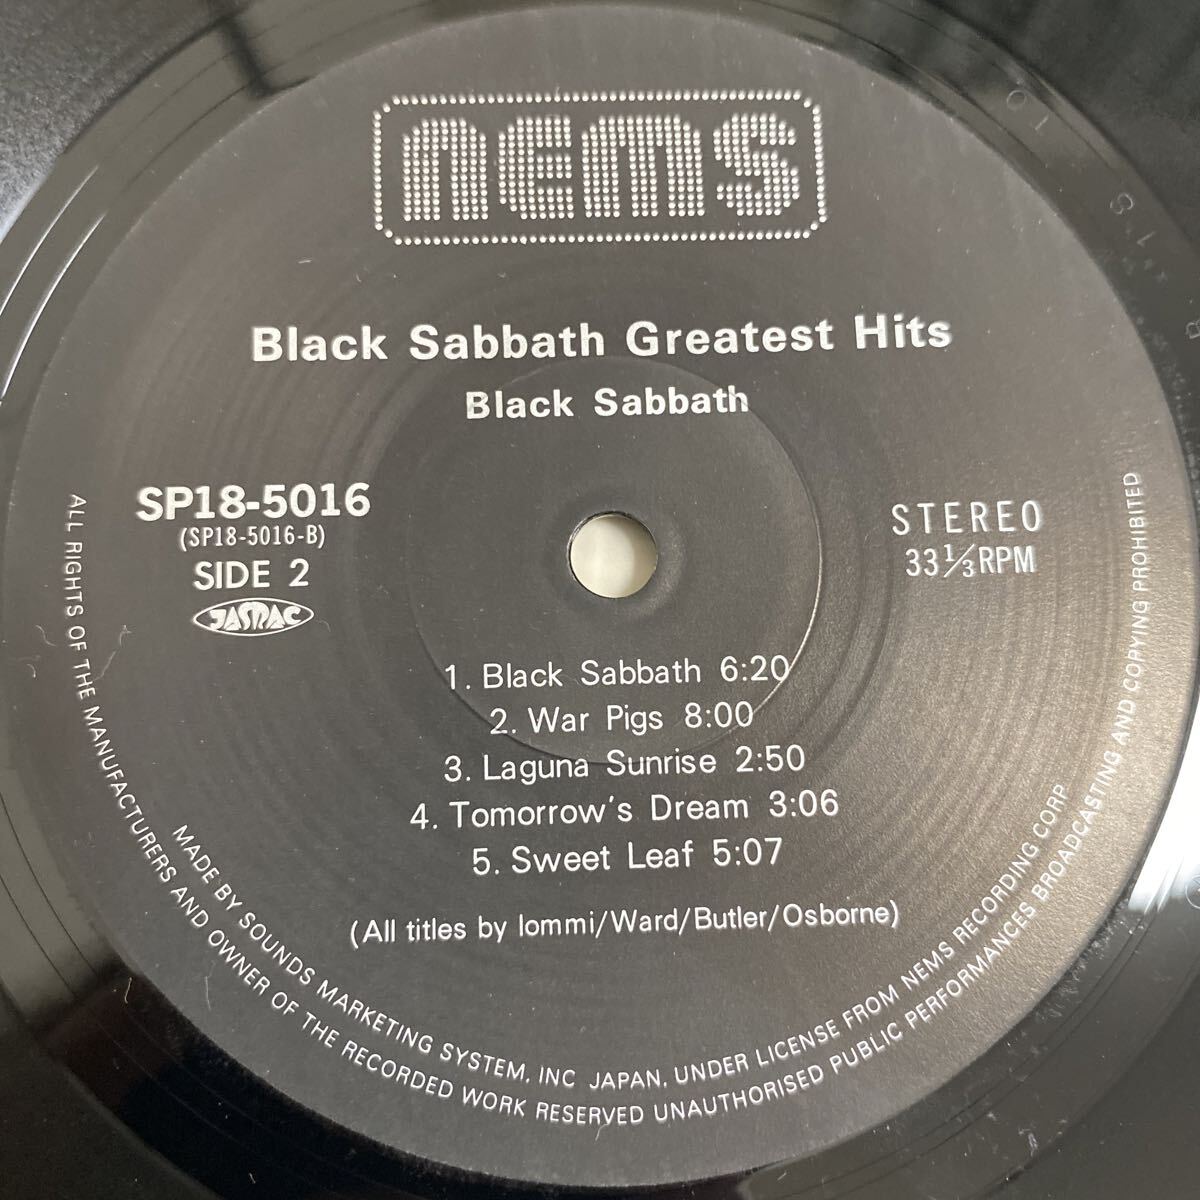 nems
Black Sabbath Greatest Hits
Black Sabbath
SP18-5016
(SP18-5016-B)
SIDE 2
JASRAC
STEREO
33 1/3 RPM
1. Black Sabbath 6:20
2. War Pigs 8:00
3. Laguna Sunrise 2:50
4. Tomorrow's Dream 3:06
5. Sweet Leaf 5:07
(All titles by Iommi/Ward/Butler/Osborne)
MADE BY SOUNDS MARKETING SYSTEM, INC JAPAN, UNDER LICENSE FROM NEMS RECORDING CORP
ALL RIGHTS OF THE MANUFACTURERS AND OWNER OF THE RECORDED WORK RESERVED UNAUTHORISED PUBLIC PERFORMANCES BROADCASTING AND COPYING PROHIBITED